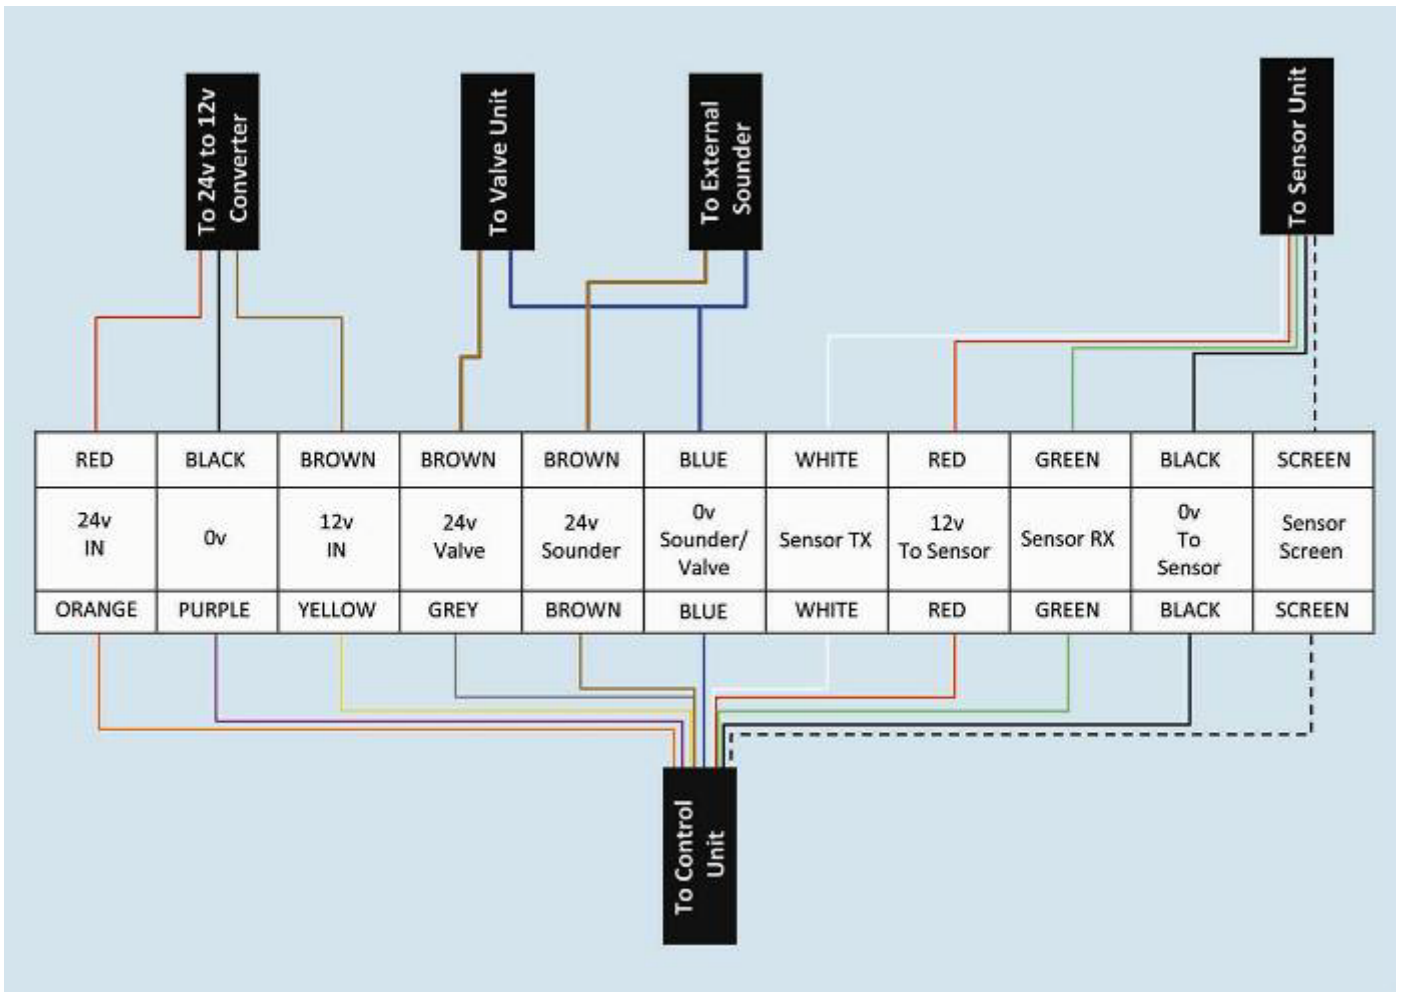 To 24v to 12v
Converter
To Valve Unit
To External
Sounder
To Sensor Unit
RED
BLACK
BROWN
BROWN
BROWN
BLUE
WHITE
RED
GREEN
BLACK
SCREEN
24v
IN
0v
12v
IN
24v
Valve
24v
Sounder
0v
Sounder/
Valve
Sensor TX
12v
To Sensor
Sensor RX
0v
To
Sensor
Sensor
Screen
ORANGE
PURPLE
YELLOW
GREY
BROWN
BLUE
WHITE
RED
GREEN
BLACK
SCREEN
To Control
Unit